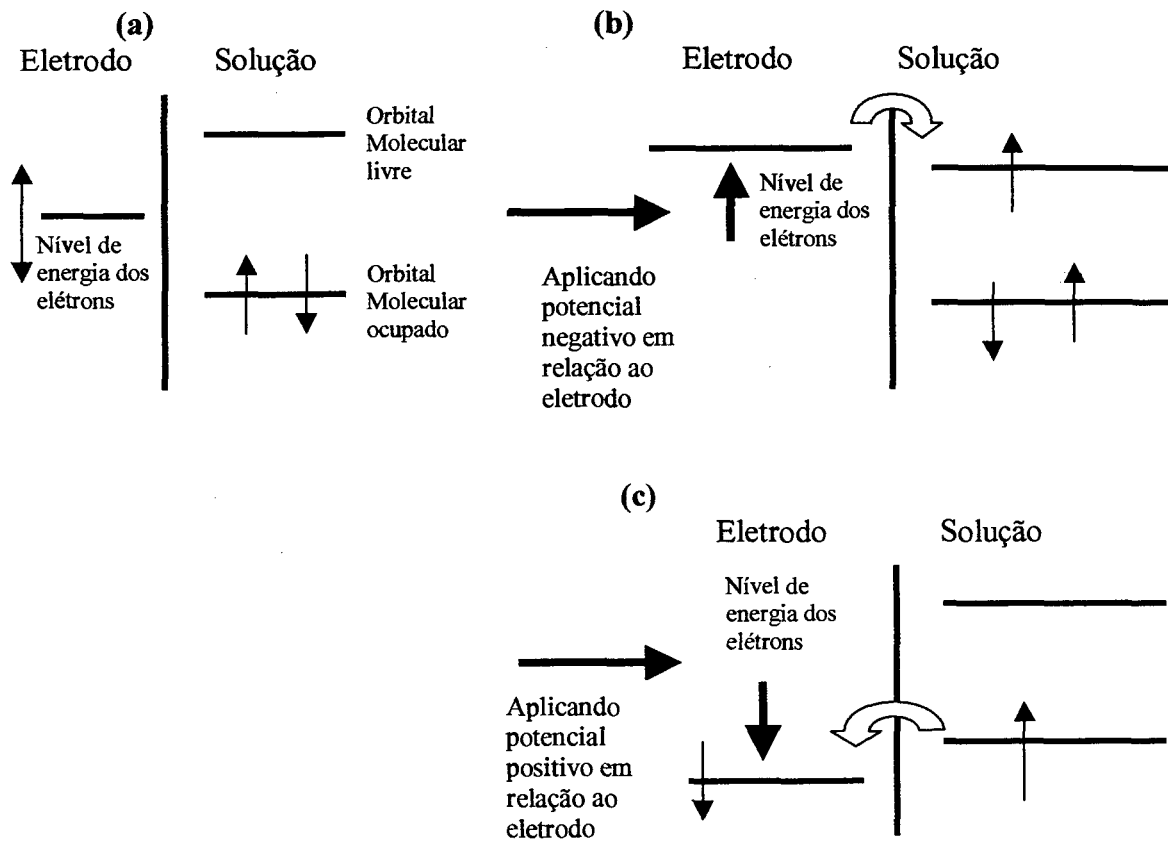 (a)
Eletrodo
Solução
Orbital
Molecular
livre
Nível de
energia dos
elétrons
Orbital
Molecular
ocupado
(b)
Eletrodo
Solução
Nível de
energia dos
elétrons
Aplicando
potencial
negativo em
relação ao
eletrodo
(c)
Eletrodo
Solução
Nível de
energia dos
elétrons
Aplicando
potencial
positivo em
relação ao
eletrodo